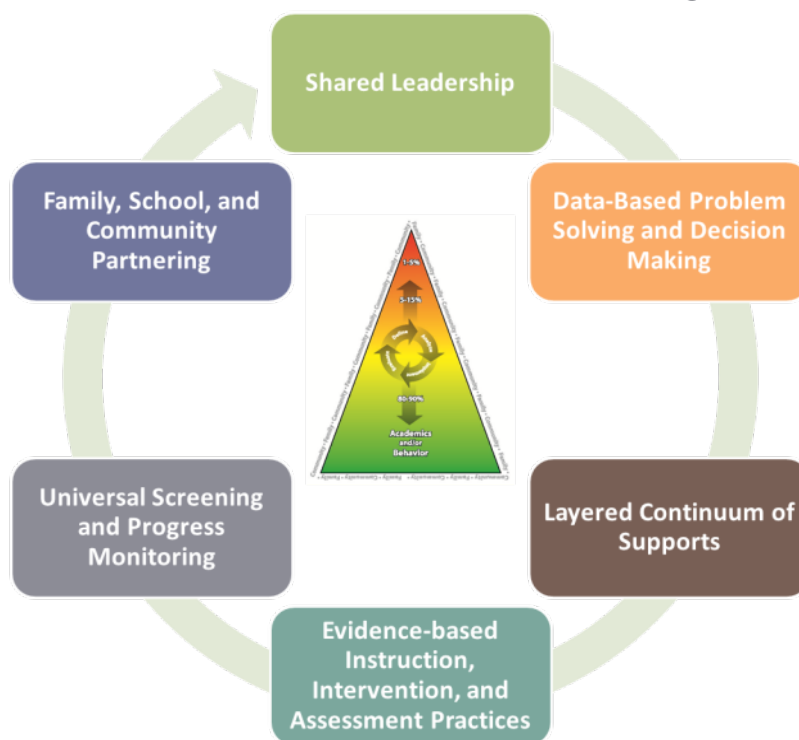 Shared Leadership
Data-Based Problem
Solving and Decision
Making
Layered Continuum of
Supports
Evidence-based
Instruction,
Intervention, and
Assessment Practices
Universal Screening
and Progress
Monitoring
Family, School, and
Community
Partnering
1-5%
5-15%
80-90%
Academics
and/or
Behavior